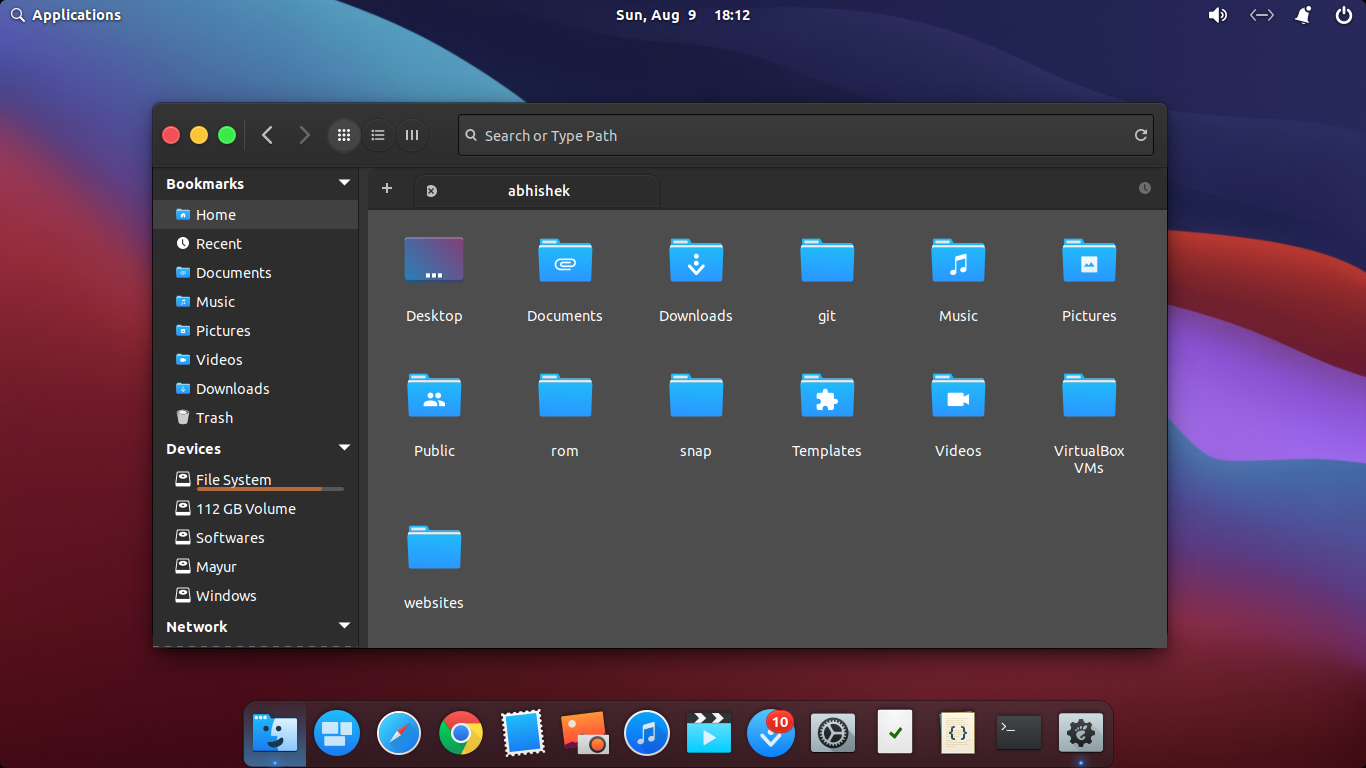 Applications
Sun, Aug 9 18:12
Search or Type Path
Bookmarks
Home
Recent
Documents
Music
Pictures
Videos
Downloads
Trash
Devices
File System
112 GB Volume
Softwares
Mayur
Windows
Network
abhishek
Desktop
Documents
Downloads
git
Music
Pictures
Public
rom
snap
Templates
Videos
VirtualBox
VMs
websites
10
{ }
>_